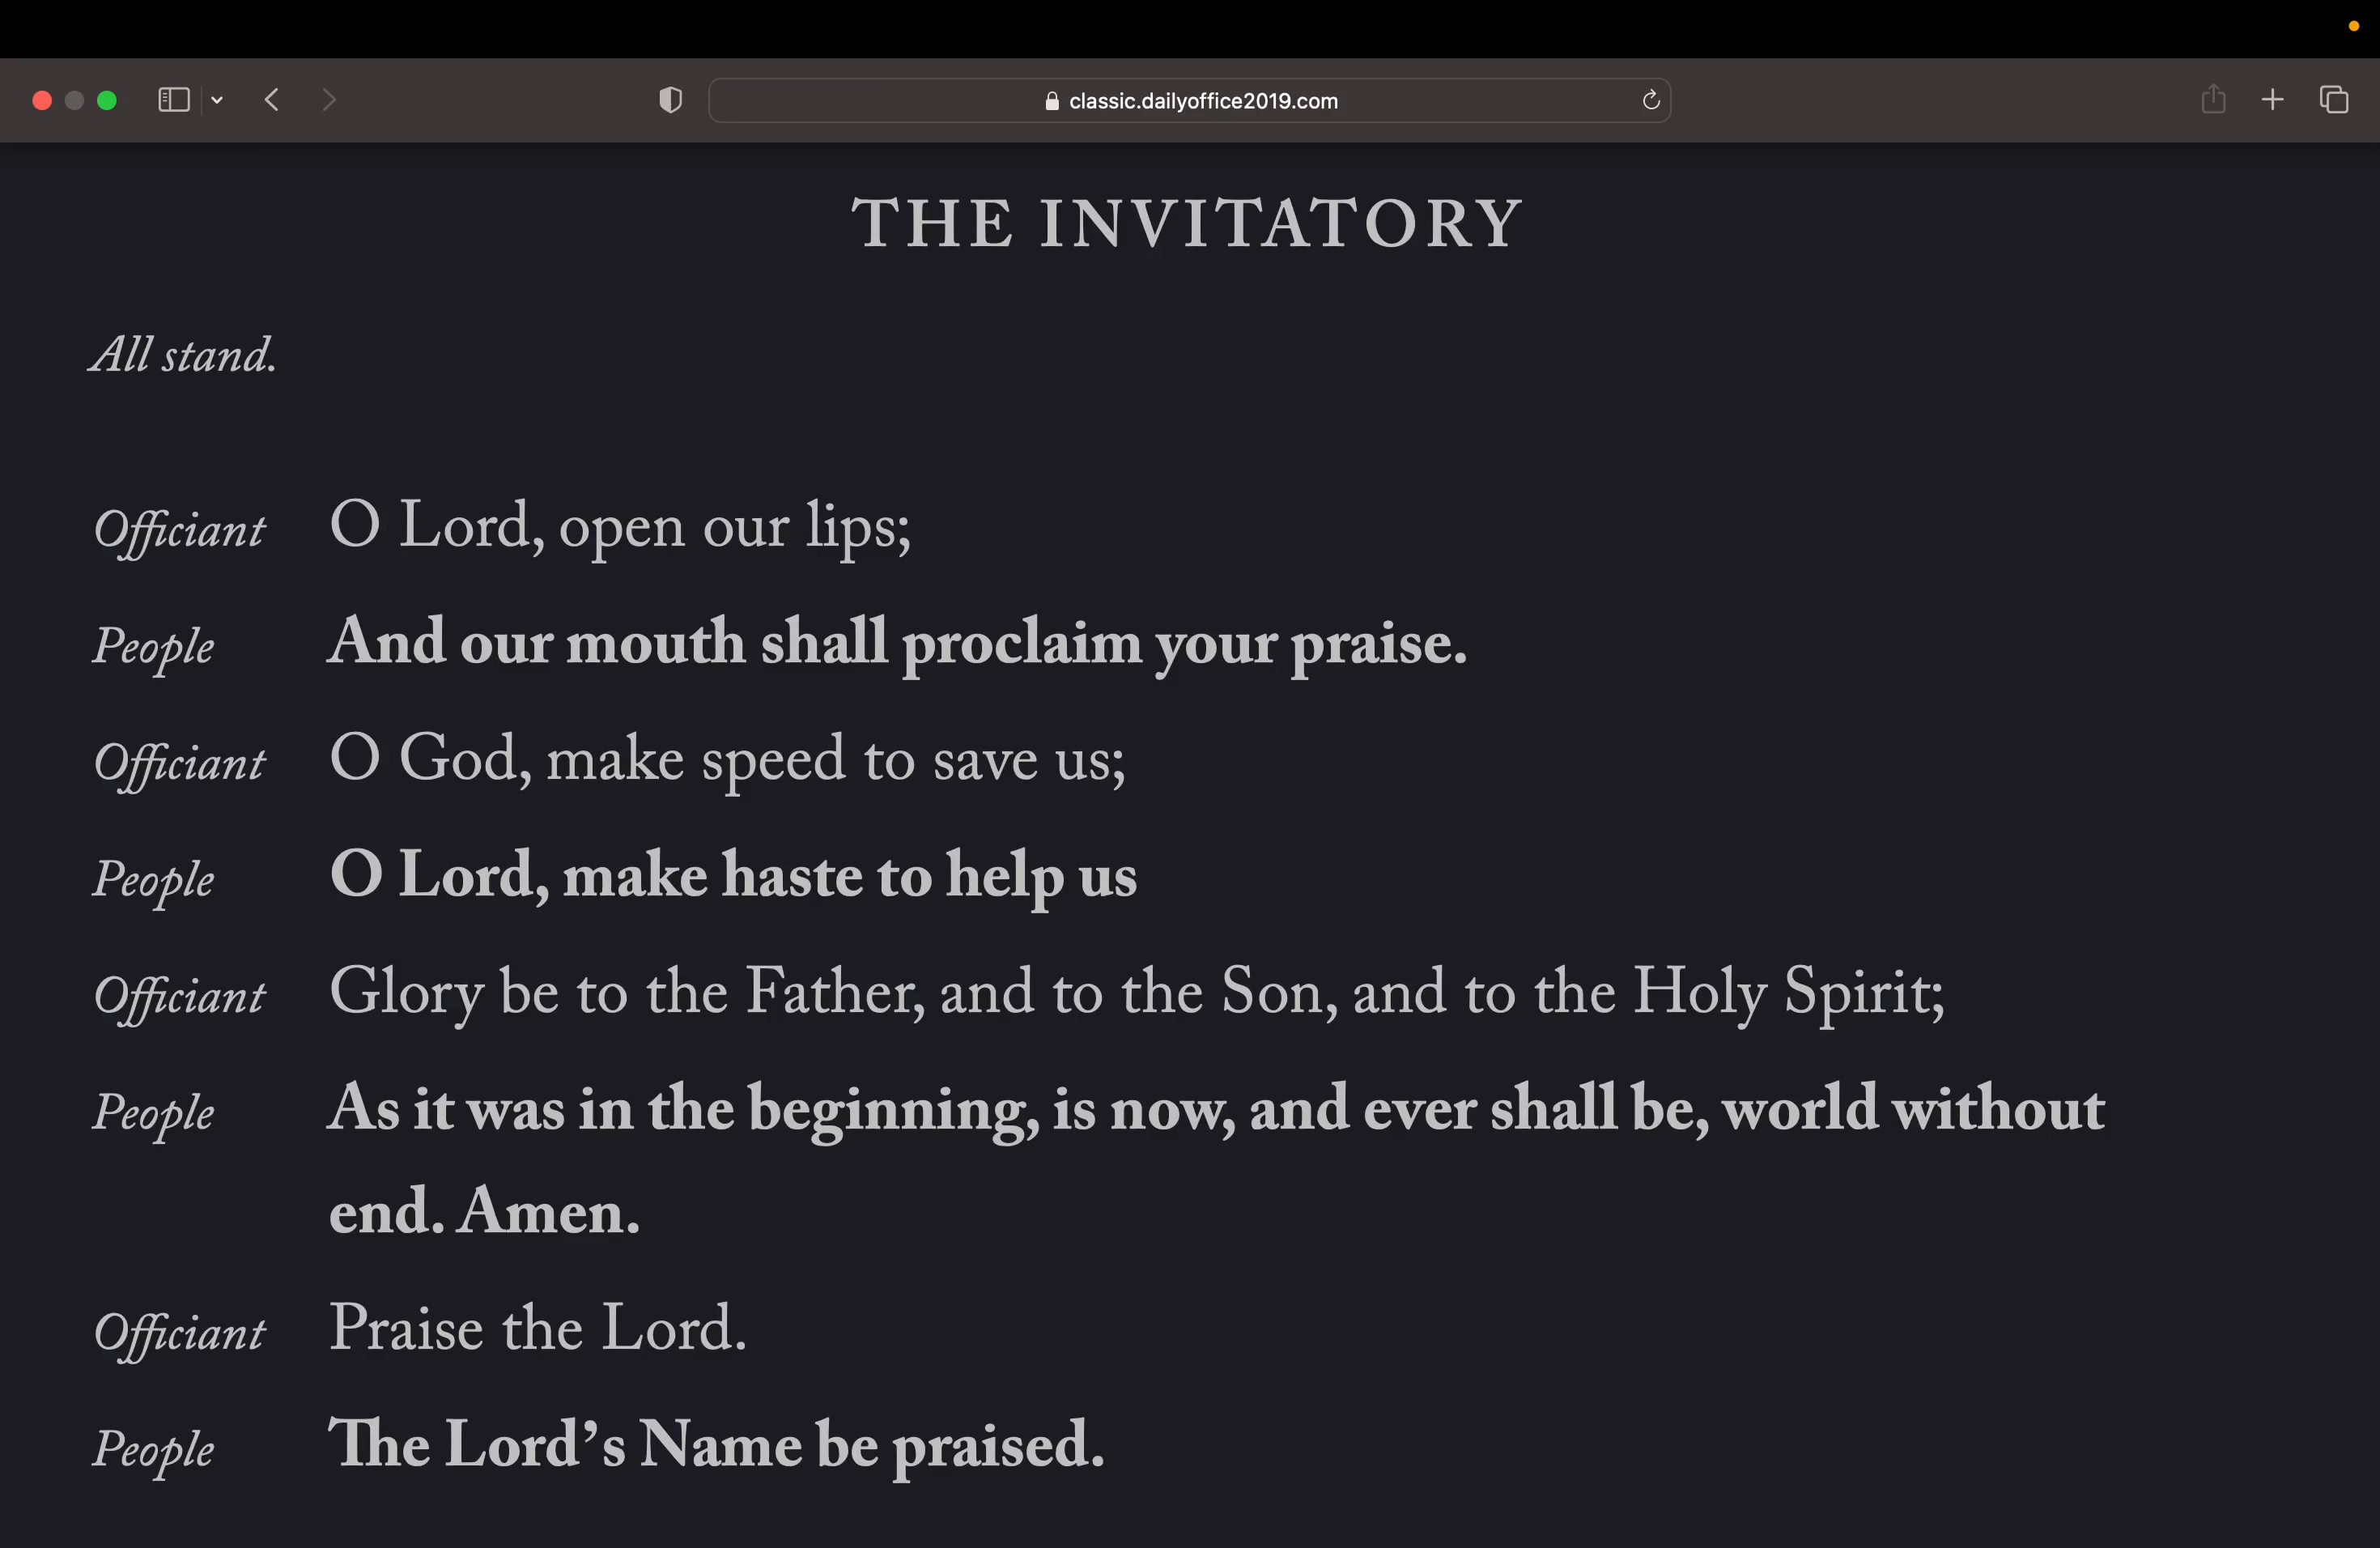 classic.dailyoffice2019.com
THE INVITATORY
All stand.
Officiant O Lord, open our lips;
People And our mouth shall proclaim your praise.
Officiant O God, make speed to save us;
People O Lord, make haste to help us
Officiant Glory be to the Father, and to the Son, and to the Holy Spirit;
People As it was in the beginning, is now, and ever shall be, world without
end. Amen.
Officiant Praise the Lord.
People The Lord’s Name be praised.